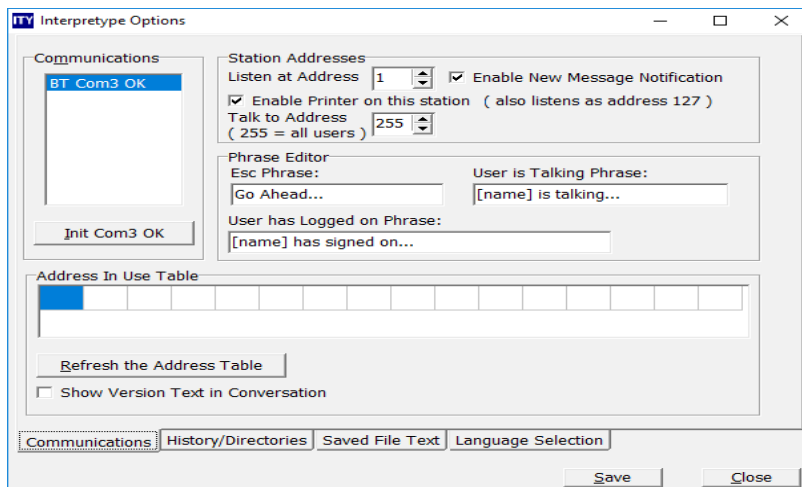 ITY Interpretype Options
Communications
BT Com3 OK
Init Com3 OK
Station Addresses
Listen at Address 1 Enable New Message Notification
Enable Printer on this station ( also listens as address 127 )
Talk to Address
( 255 = all users ) 255
Phrase Editor
Esc Phrase: User is Talking Phrase:
Go Ahead... [name] is talking...
User has Logged on Phrase:
[name] has signed on...
Address In Use Table
Refresh the Address Table
Show Version Text in Conversation
Communications History/Directories Saved File Text Language Selection
Save Close